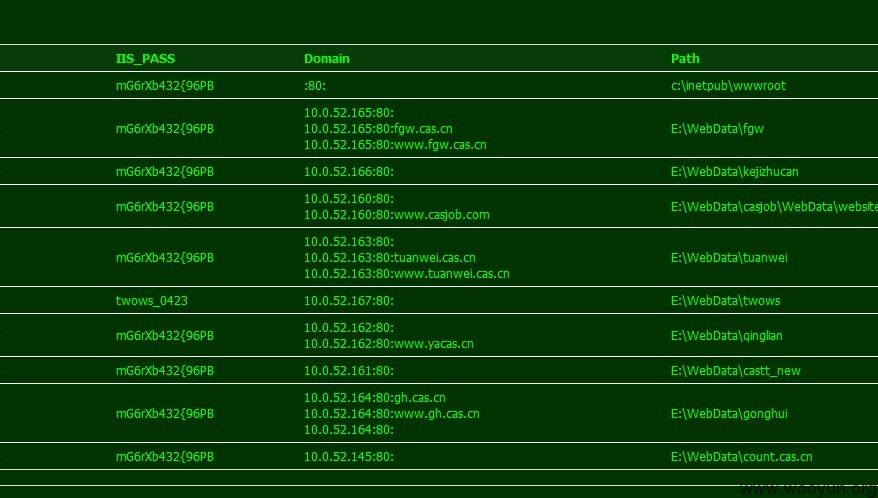 IIS_PASS Domain Path
mG6rXb432{96PB :80: c:\inetpub\wwwroot
10.0.52.165:80:
mG6rXb432{96PB 10.0.52.165:80:fgw.cas.cn E:\WebData\fgw
10.0.52.165:80:www.fgw.cas.cn
mG6rXb432{96PB 10.0.52.166:80: E:\WebData\kejizhucan
10.0.52.160:80:
mG6rXb432{96PB E:\WebData\casjob\WebData\website
10.0.52.160:80:www.casjob.com
10.0.52.163:80:
mG6rXb432{96PB 10.0.52.163:80:tuanwei.cas.cn E:\WebData\tuanwei
10.0.52.163:80:www.tuanwei.cas.cn
twows_0423 10.0.52.167:80: E:\WebData\twows
10.0.52.162:80:
mG6rXb432{96PB E:\WebData\qinglian
10.0.52.162:80:www.yacas.cn
mG6rXb432{96PB 10.0.52.161:80: E:\WebData\castt_new
10.0.52.164:80:gh.cas.cn
mG6rXb432{96PB 10.0.52.164:80:www.gh.cas.cn E:\WebData\gonghui
10.0.52.164:80:
mG6rXb432{96PB 10.0.52.145:80: E:\WebData\count.cas.cn
www.wooyun.org